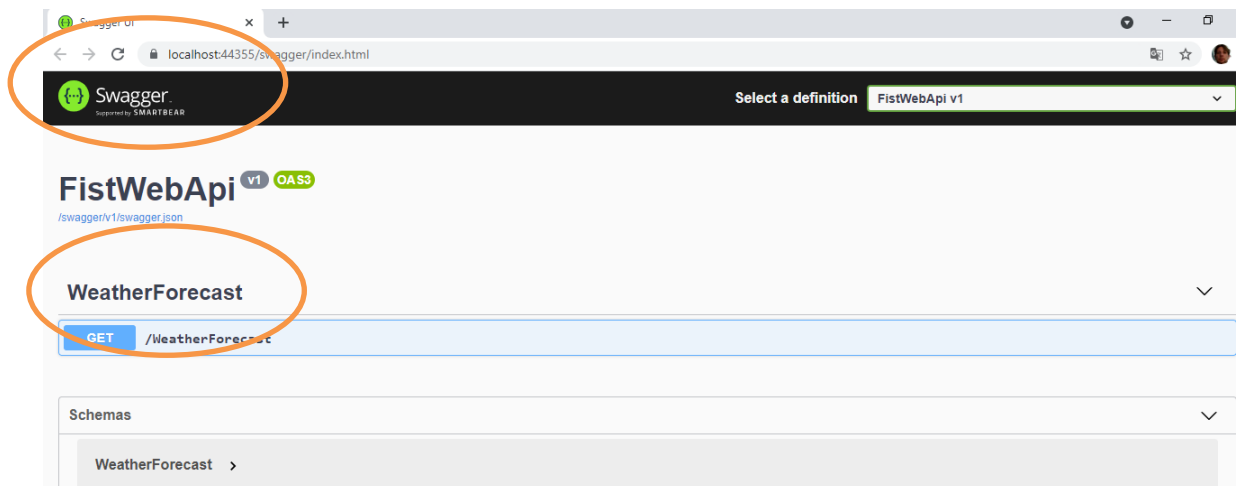 Swagger UI
localhost:44355/swagger/index.html
Swagger.
Supported by SMARTBEAR
Select a definition FistWebApi v1
FistWebApi v1 OAS3
/swagger/v1/swagger.json
WeatherForecast
GET /WeatherForecast
Schemas
WeatherForecast